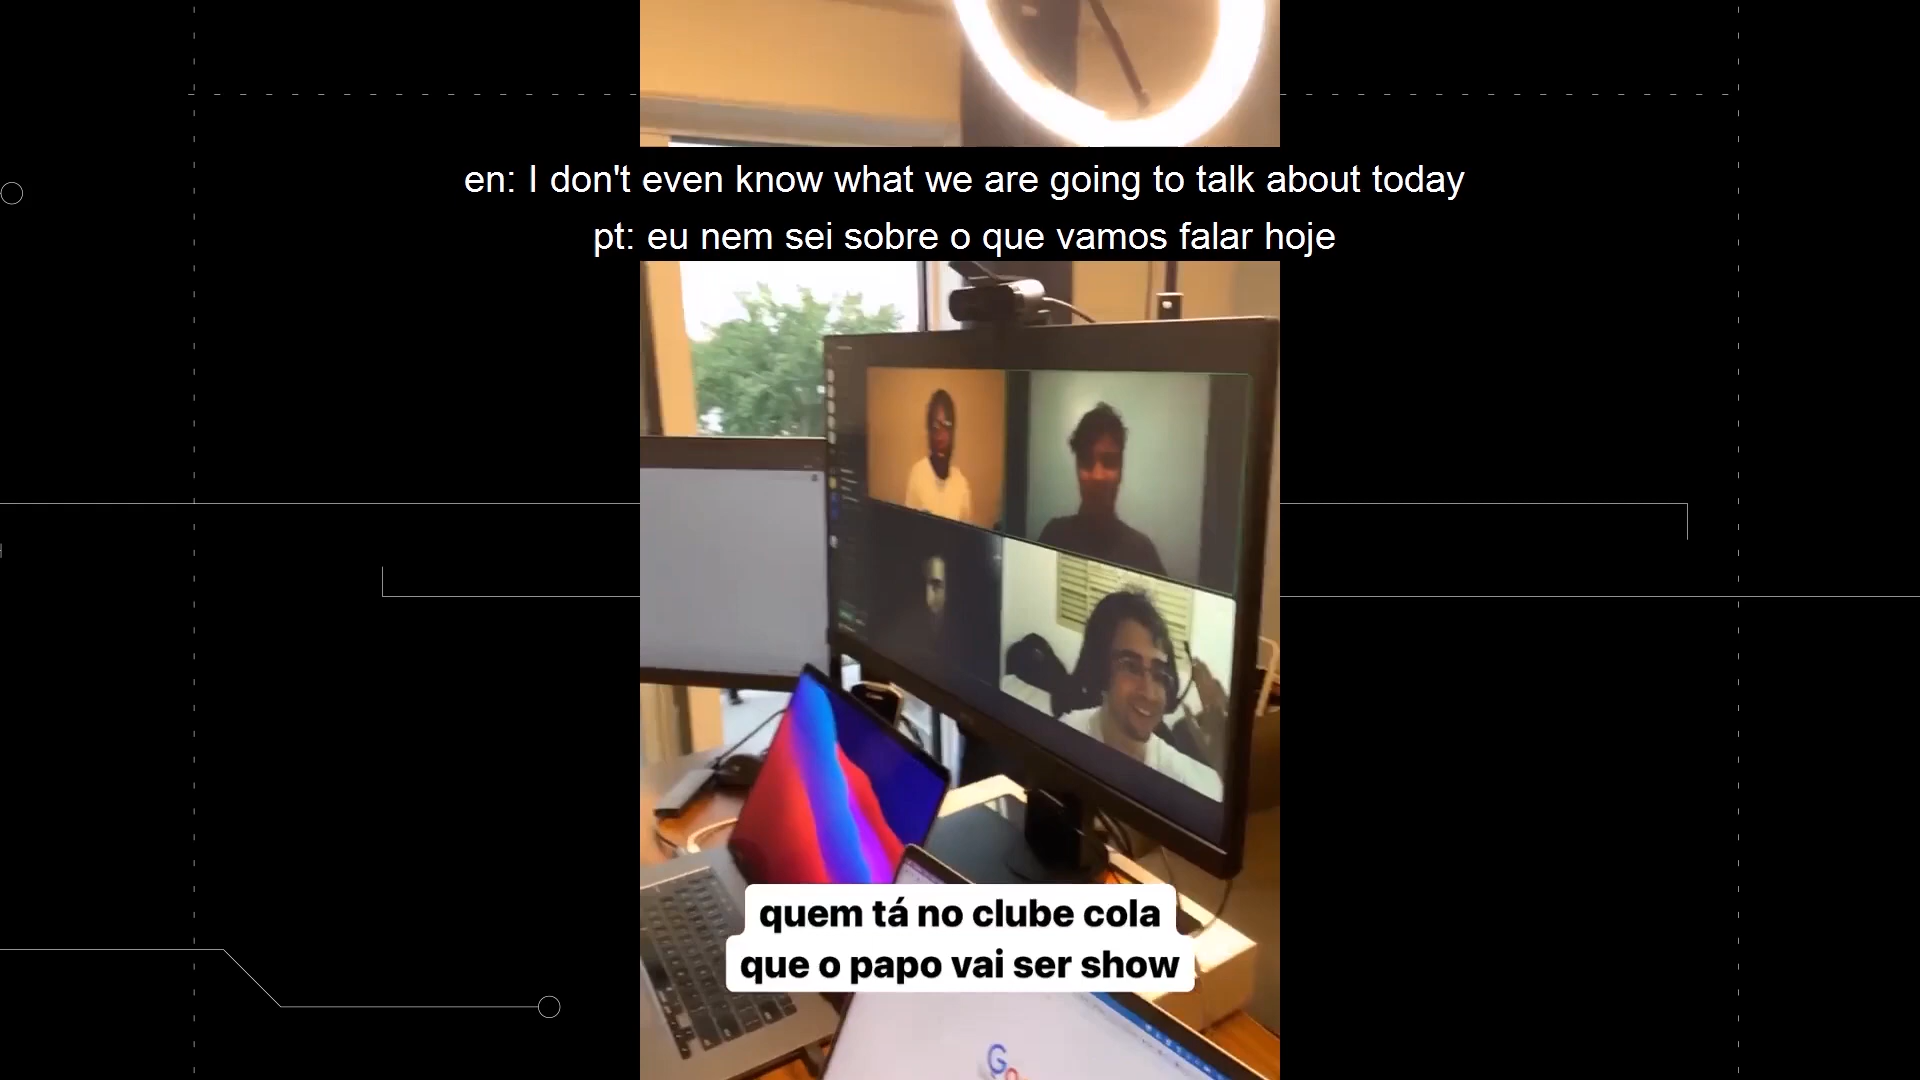 en: I don't even know what we are going to talk about today
pt: eu nem sei sobre o que vamos falar hoje
quem tá no clube cola
que o papo vai ser show